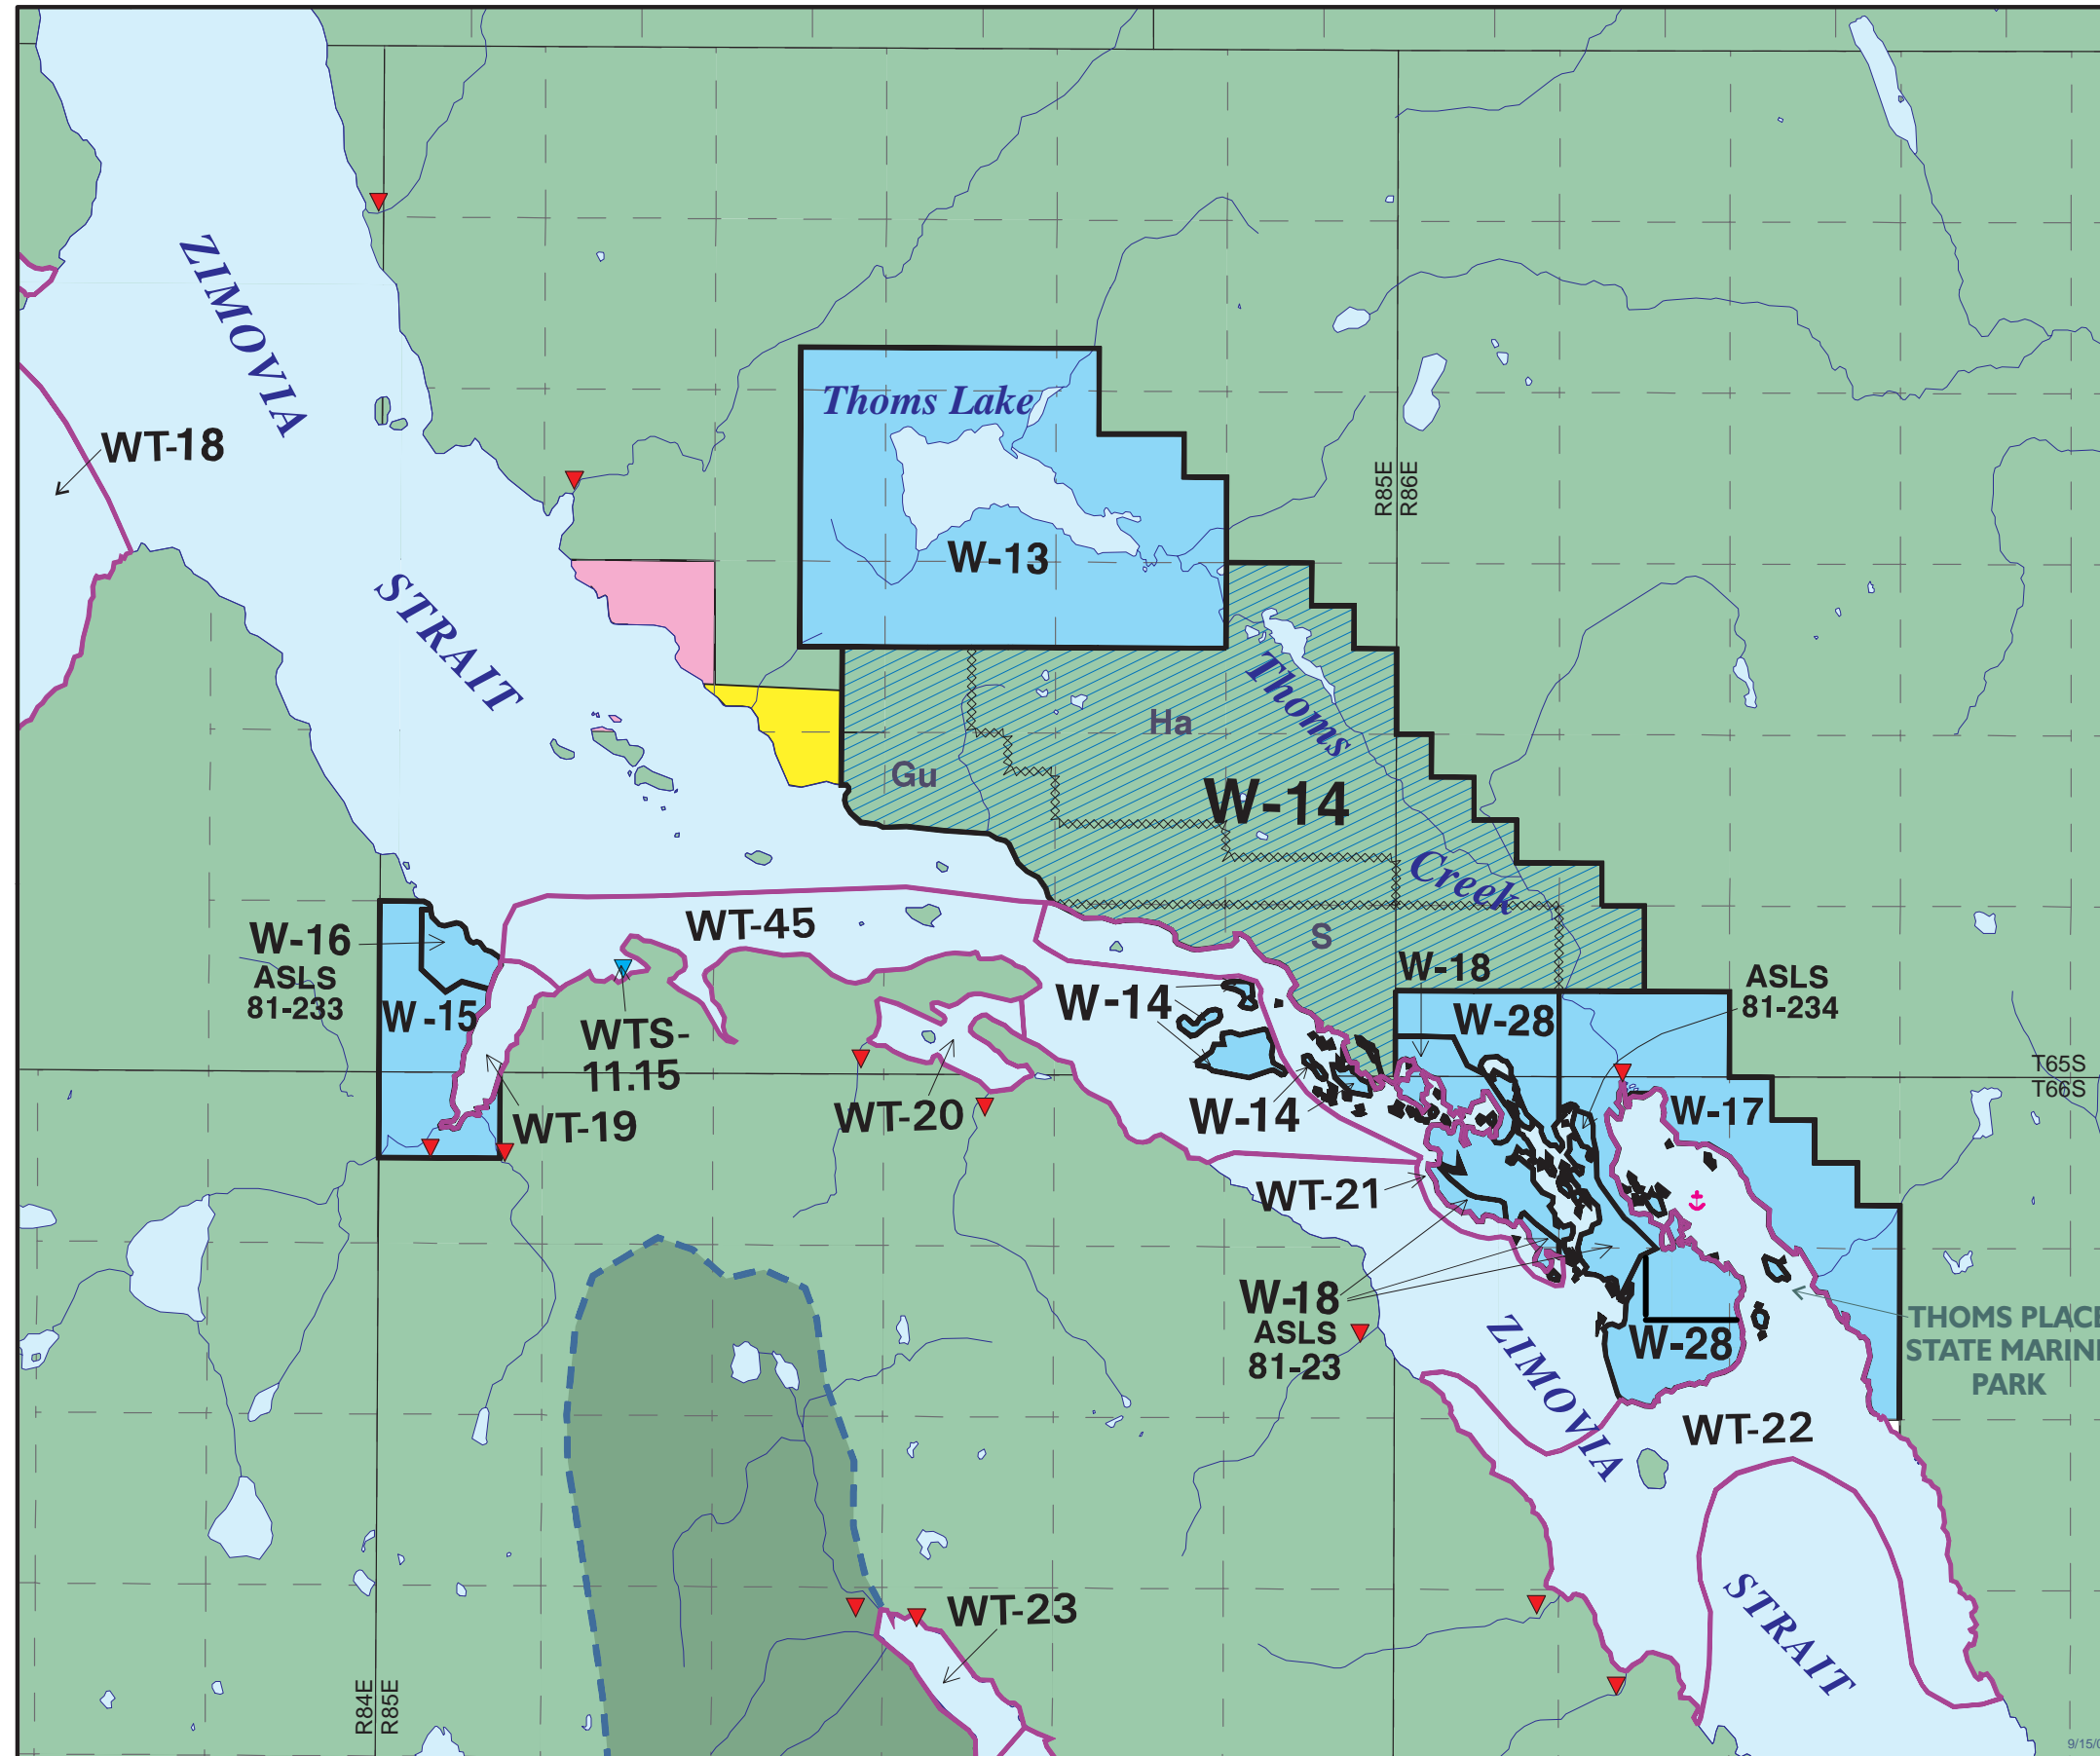 ZIMOVIA
WT-18
STRAIT
Thoms Lake
W-13
R85E
R86E
Thoms
Ha
Gu
W-14
Creek
S
W-16
ASLS
81-233
W-15
WT-45
WTS-
11.15
WT-19
WT-20
W-14
W-14
W-18
W-28
ASLS
81-234
T65S
T66S
W-17
WT-21
W-18
ASLS
81-23
W-28
THOMS PLACE
STATE MARINE
PARK
ZIMOVIA
WT-22
STRAIT
WT-23
R84E
R85E